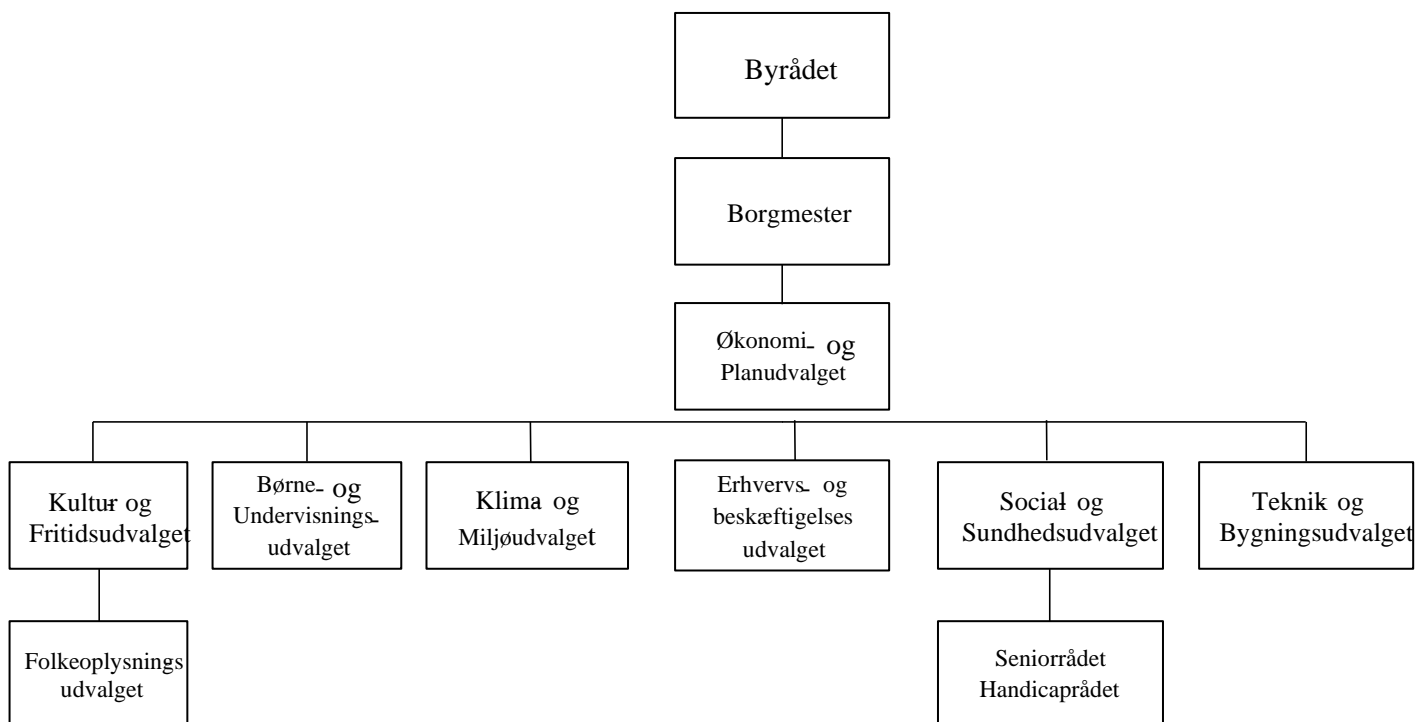 Byrådet
Borgmester
Økonomi- og
Planudvalget
Kultur- og
Fritidsudvalget
Børne- og
Undervisnings-
udvalget
Klima- og
Miljøudvalget
Erhvervs- og
beskæftigelses
udvalget
Social- og
Sundhedsudvalget
Teknik- og
Bygningsudvalget
Folkeoplysnings-
udvalget
Seniorrådet
Handicaprådet